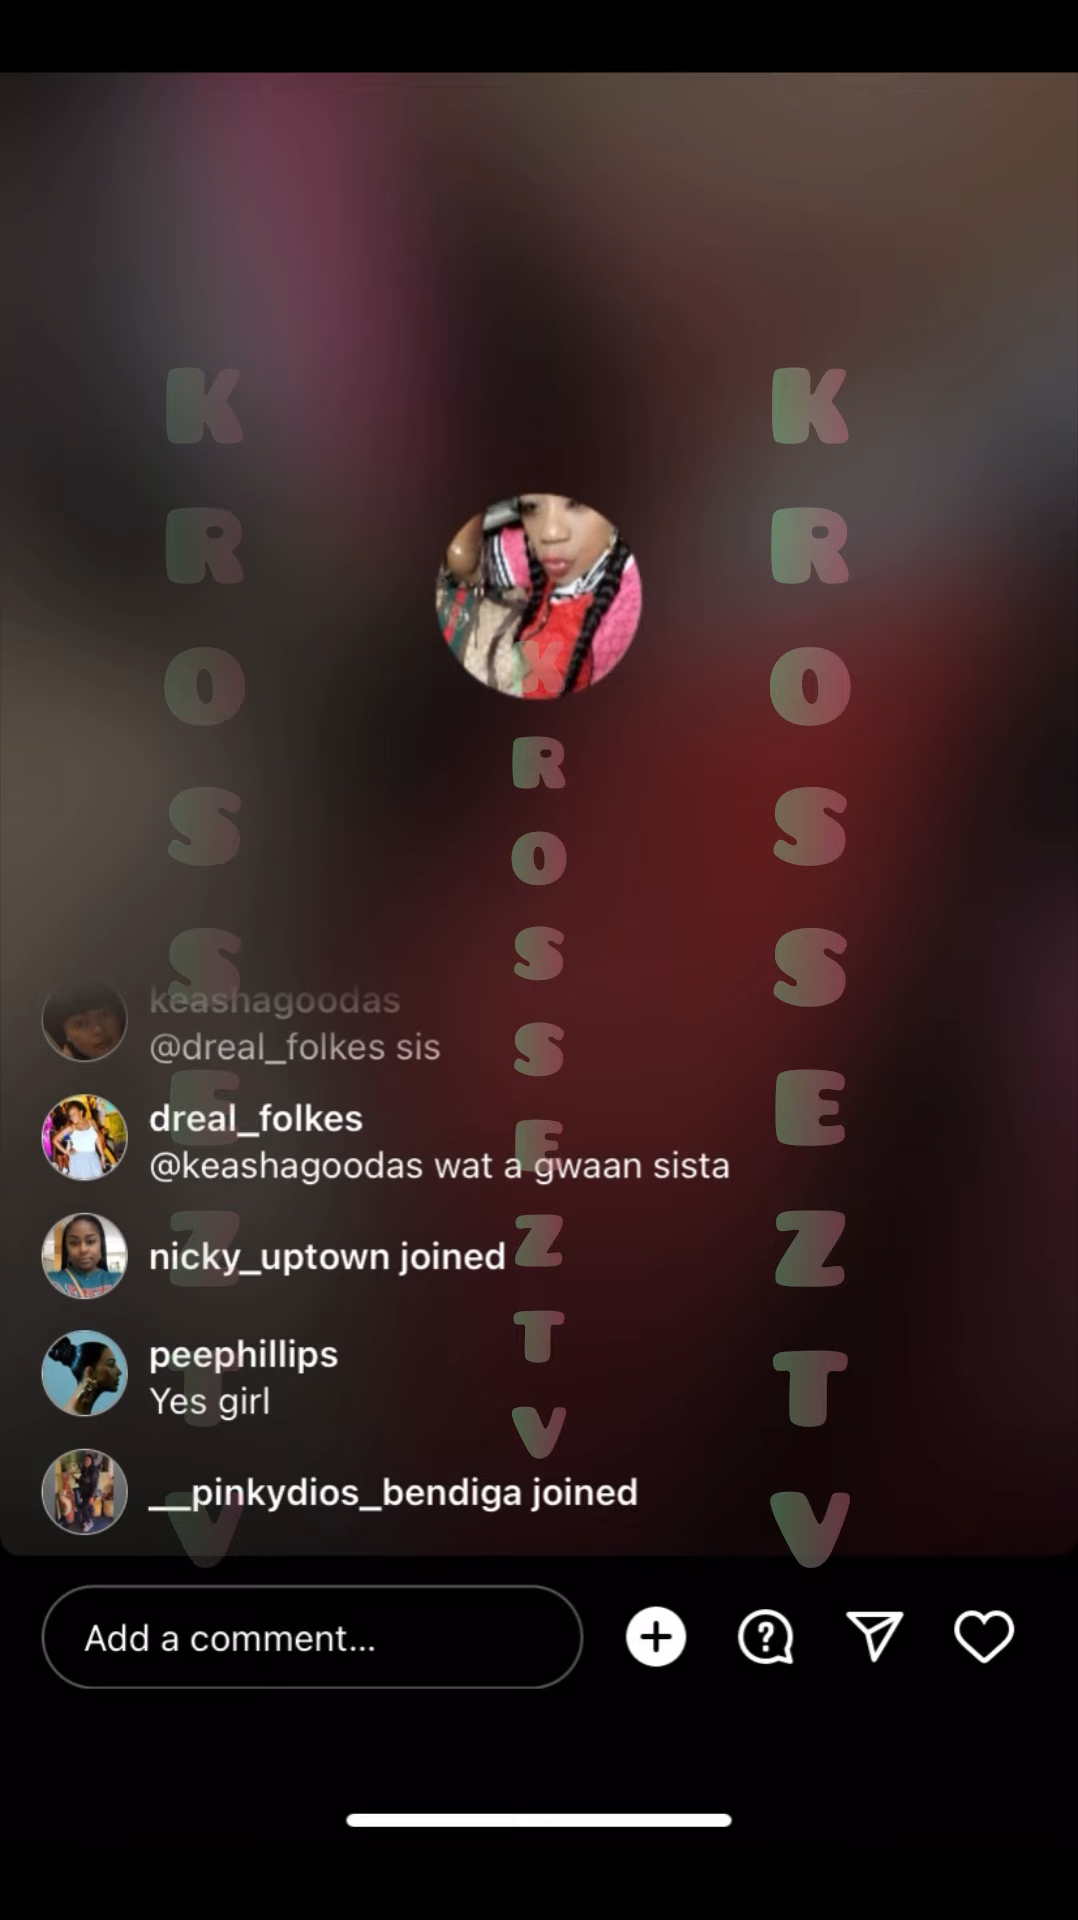 KROSSEZTV
KROSSEZTV
KROSSEZTV
keashagoodas
@dreal_folkes sis
dreal_folkes
@keashagoodas wat a gwaan sista
nicky_uptown joined
peephillips
Yes girl
__pinkydios_bendiga joined
Add a comment...